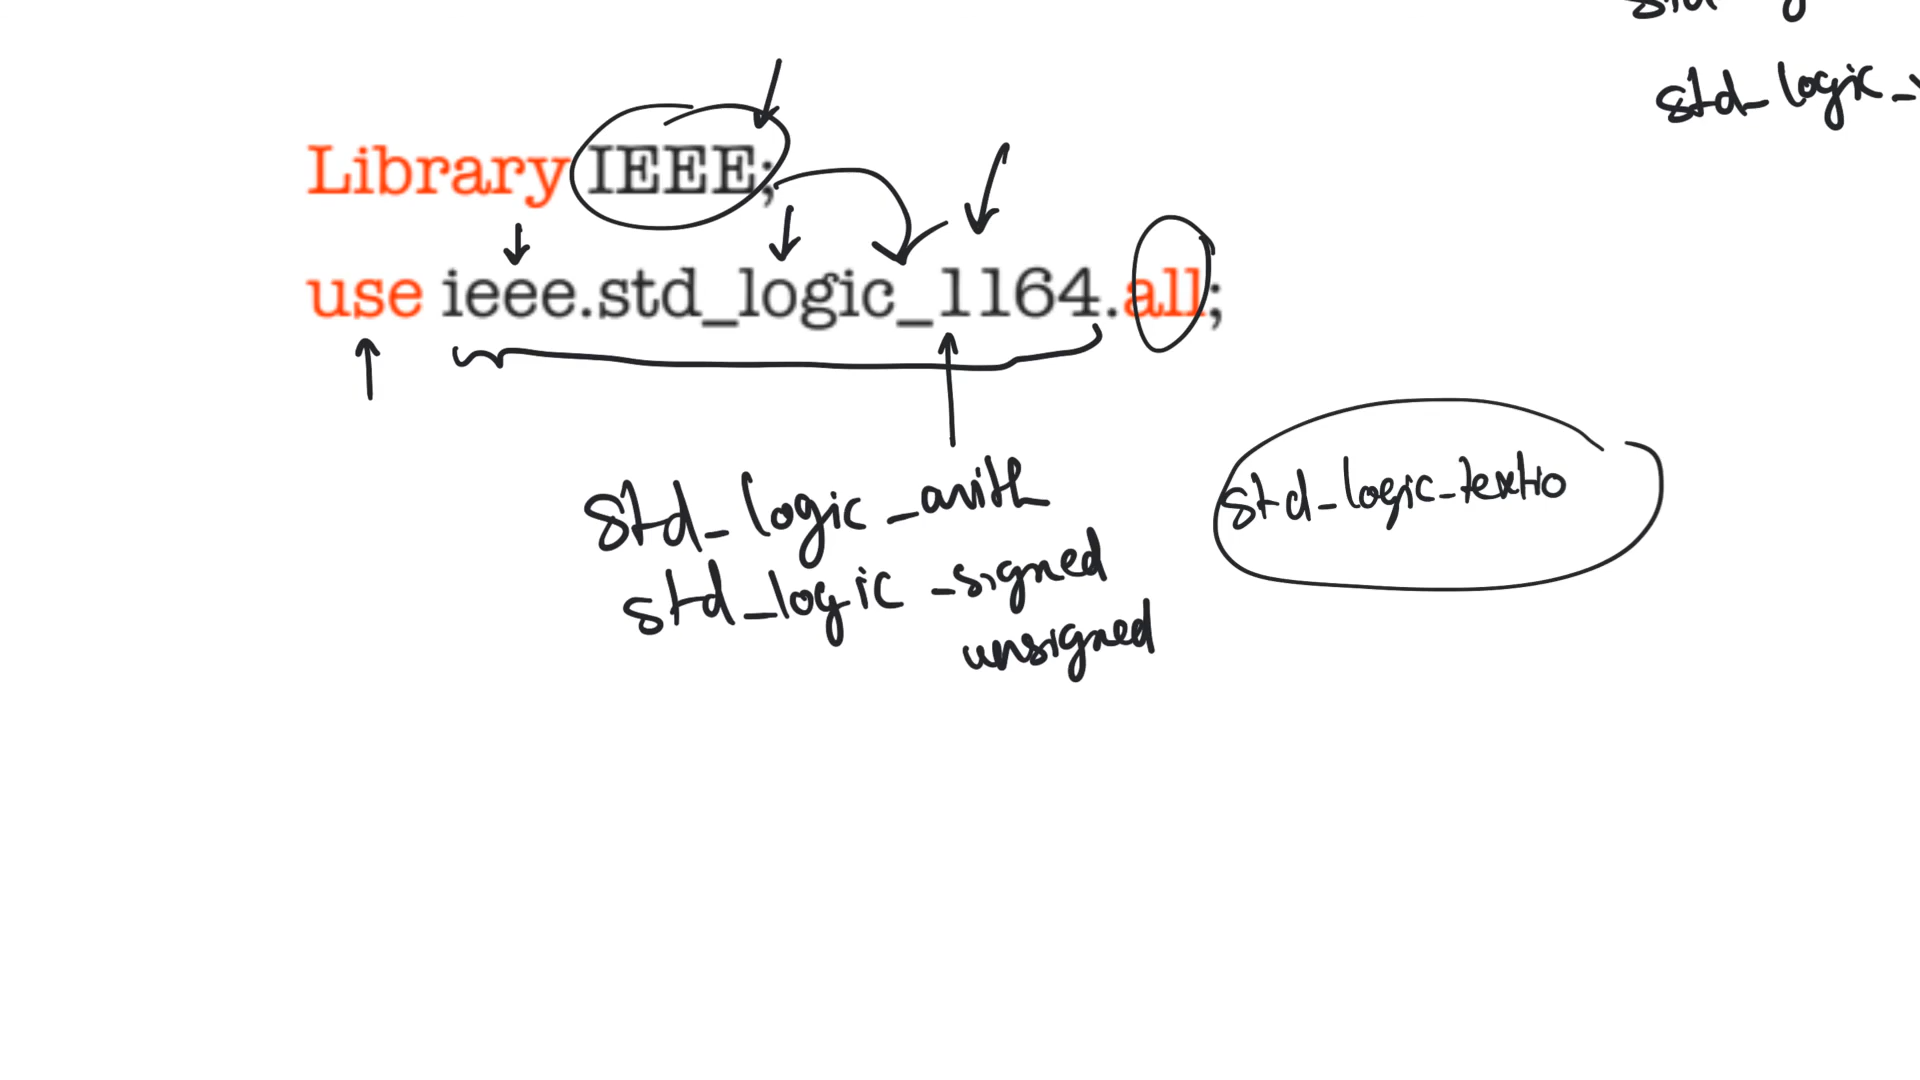 std_logic_
Library IEEE;
use ieee.std_logic_1164.all;
std_logic_arith
std_logic_textio
std_logic_signed
unsigned